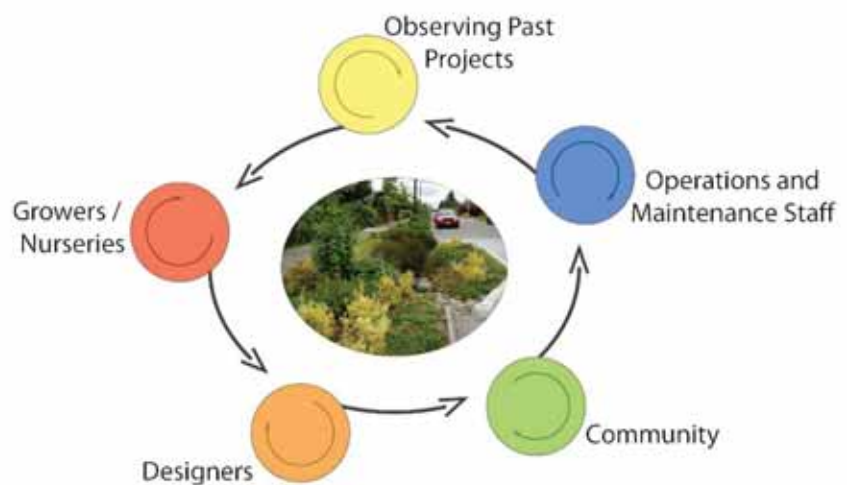 Observing Past
Projects
Operations and
Maintenance Staff
Growers /
Nurseries
Community
Designers